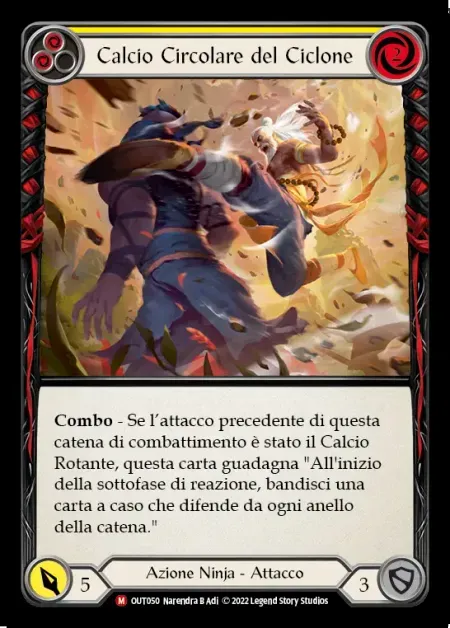 Calcio Circolare del Ciclone
2
Combo - Se l'attacco precedente di questa
catena di combattimento è stato il Calcio
Rotante, questa carta guadagna "All'inizio
della sottofase di reazione, bandisci una
carta a caso che difende da ogni anello
della catena."
5
Azione Ninja - Attacco
3
M OUT050 Narendra B Adi © 2022 Legend Story Studios